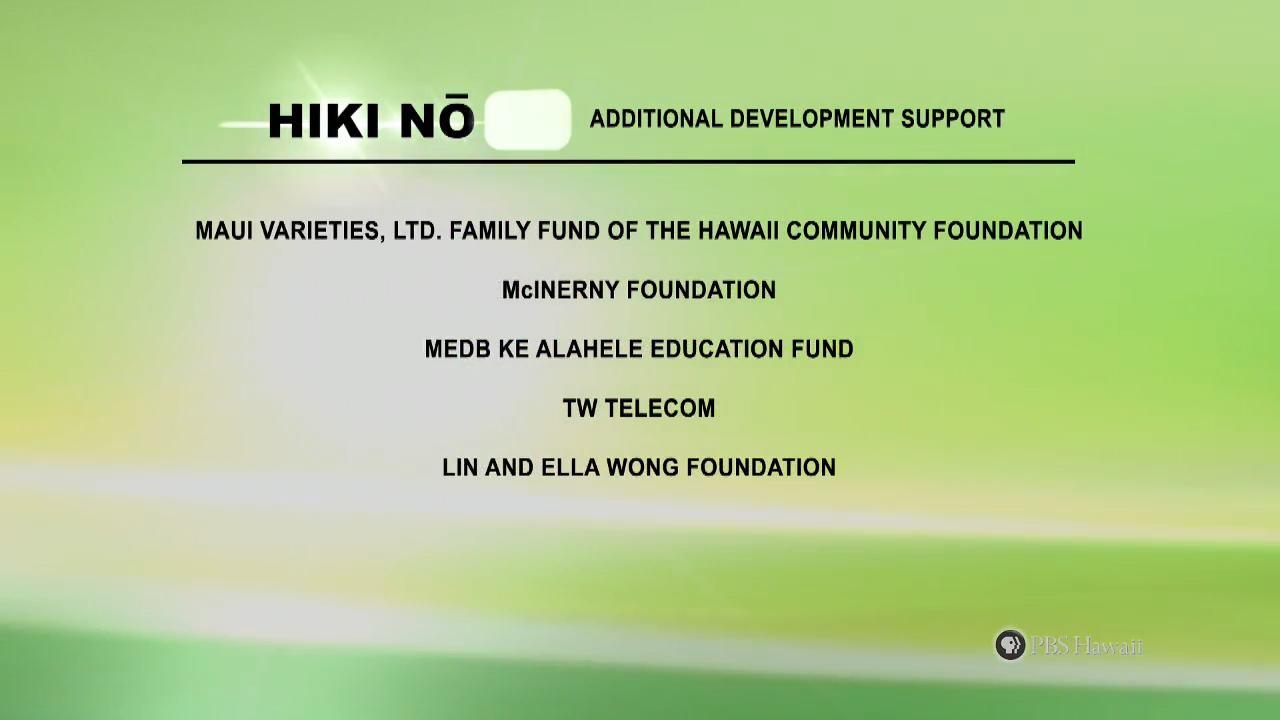 HIKI NŌ ADDITIONAL DEVELOPMENT SUPPORT
MAUI VARIETIES, LTD. FAMILY FUND OF THE HAWAII COMMUNITY FOUNDATION
McINERNY FOUNDATION
MEDB KE ALAHELE EDUCATION FUND
TW TELECOM
LIN AND ELLA WONG FOUNDATION
PBS Hawaii